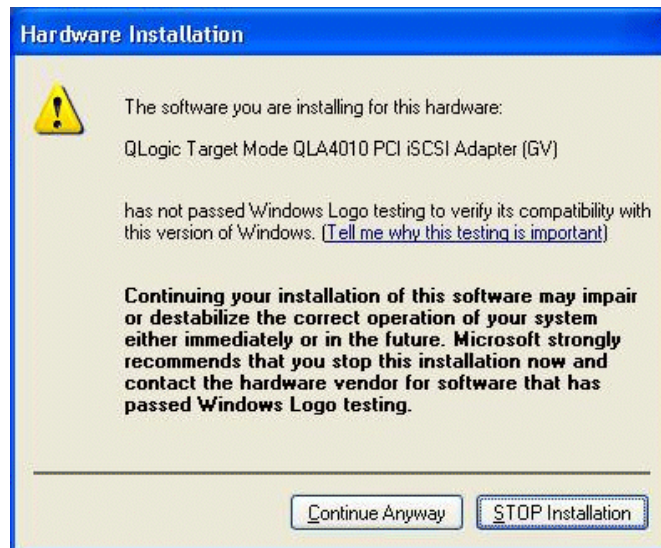 Hardware Installation
The software you are installing for this hardware:
QLogic Target Mode QLA4010 PCI iSCSI Adapter (GV)
has not passed Windows Logo testing to verify its compatibility with
this version of Windows. (Tell me why this testing is important)
Continuing your installation of this software may impair
or destabilize the correct operation of your system
either immediately or in the future. Microsoft strongly
recommends that you stop this installation now and
contact the hardware vendor for software that has
passed Windows Logo testing.
Continue Anyway
STOP Installation